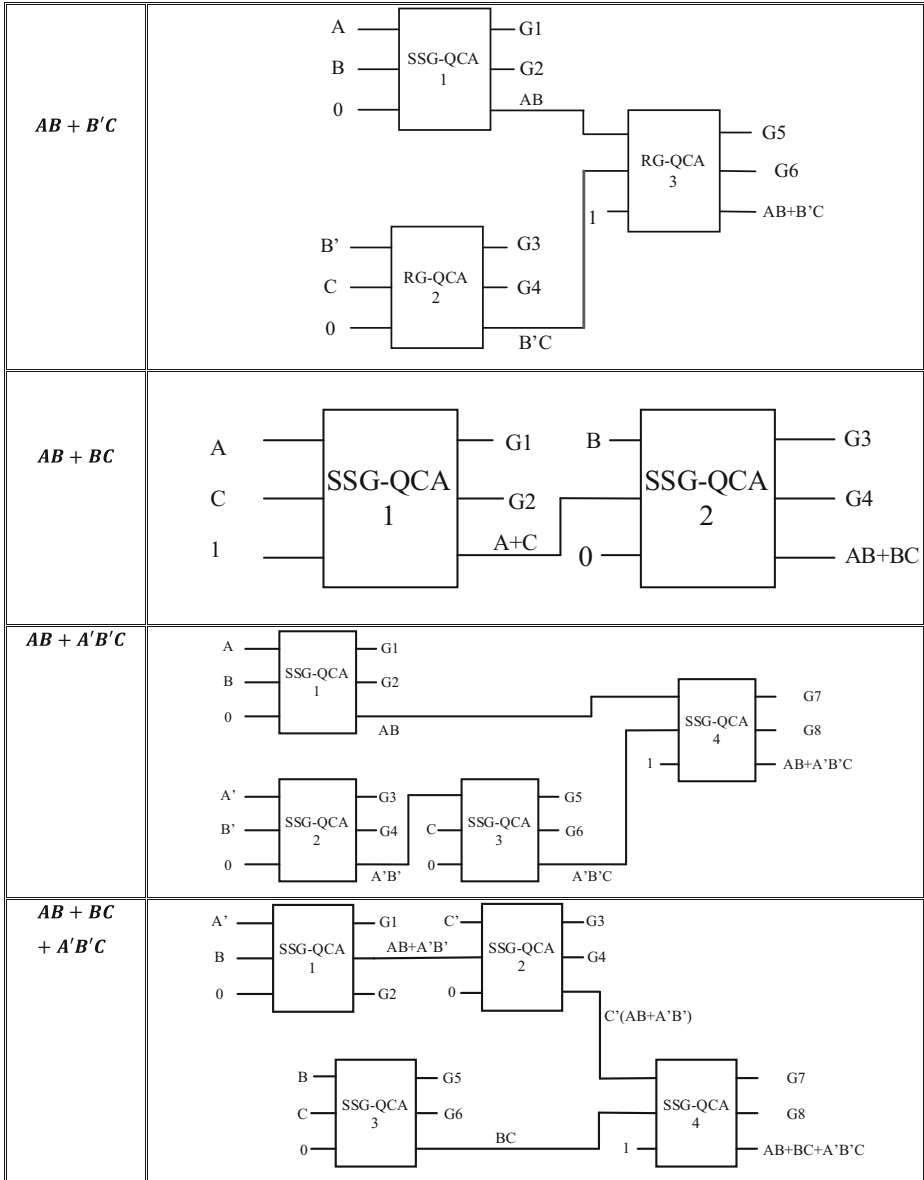 AB + B'C
A
B
0
SSG-QCA
1
G1
G2
AB
B'
C
0
RG-QCA
2
G3
G4
B'C
1
RG-QCA
3
G5
G6
AB+B'C
AB + BC
A
C
1
SSG-QCA
1
G1
G2
A+C
B
0
SSG-QCA
2
G3
G4
AB+BC
AB + A'B'C
A
B
0
SSG-QCA
1
G1
G2
AB
A'
B'
0
SSG-QCA
2
G3
G4
A'B'
C
0
SSG-QCA
3
G5
G6
A'B'C
1
SSG-QCA
4
G7
G8
AB+A'B'C
AB + BC
+ A'B'C
A'
B
0
SSG-QCA
1
G1
AB+A'B'
G2
C'
0
SSG-QCA
2
G3
G4
C'(AB+A'B')
B
C
0
SSG-QCA
3
G5
G6
BC
1
SSG-QCA
4
G7
G8
AB+BC+A'B'C